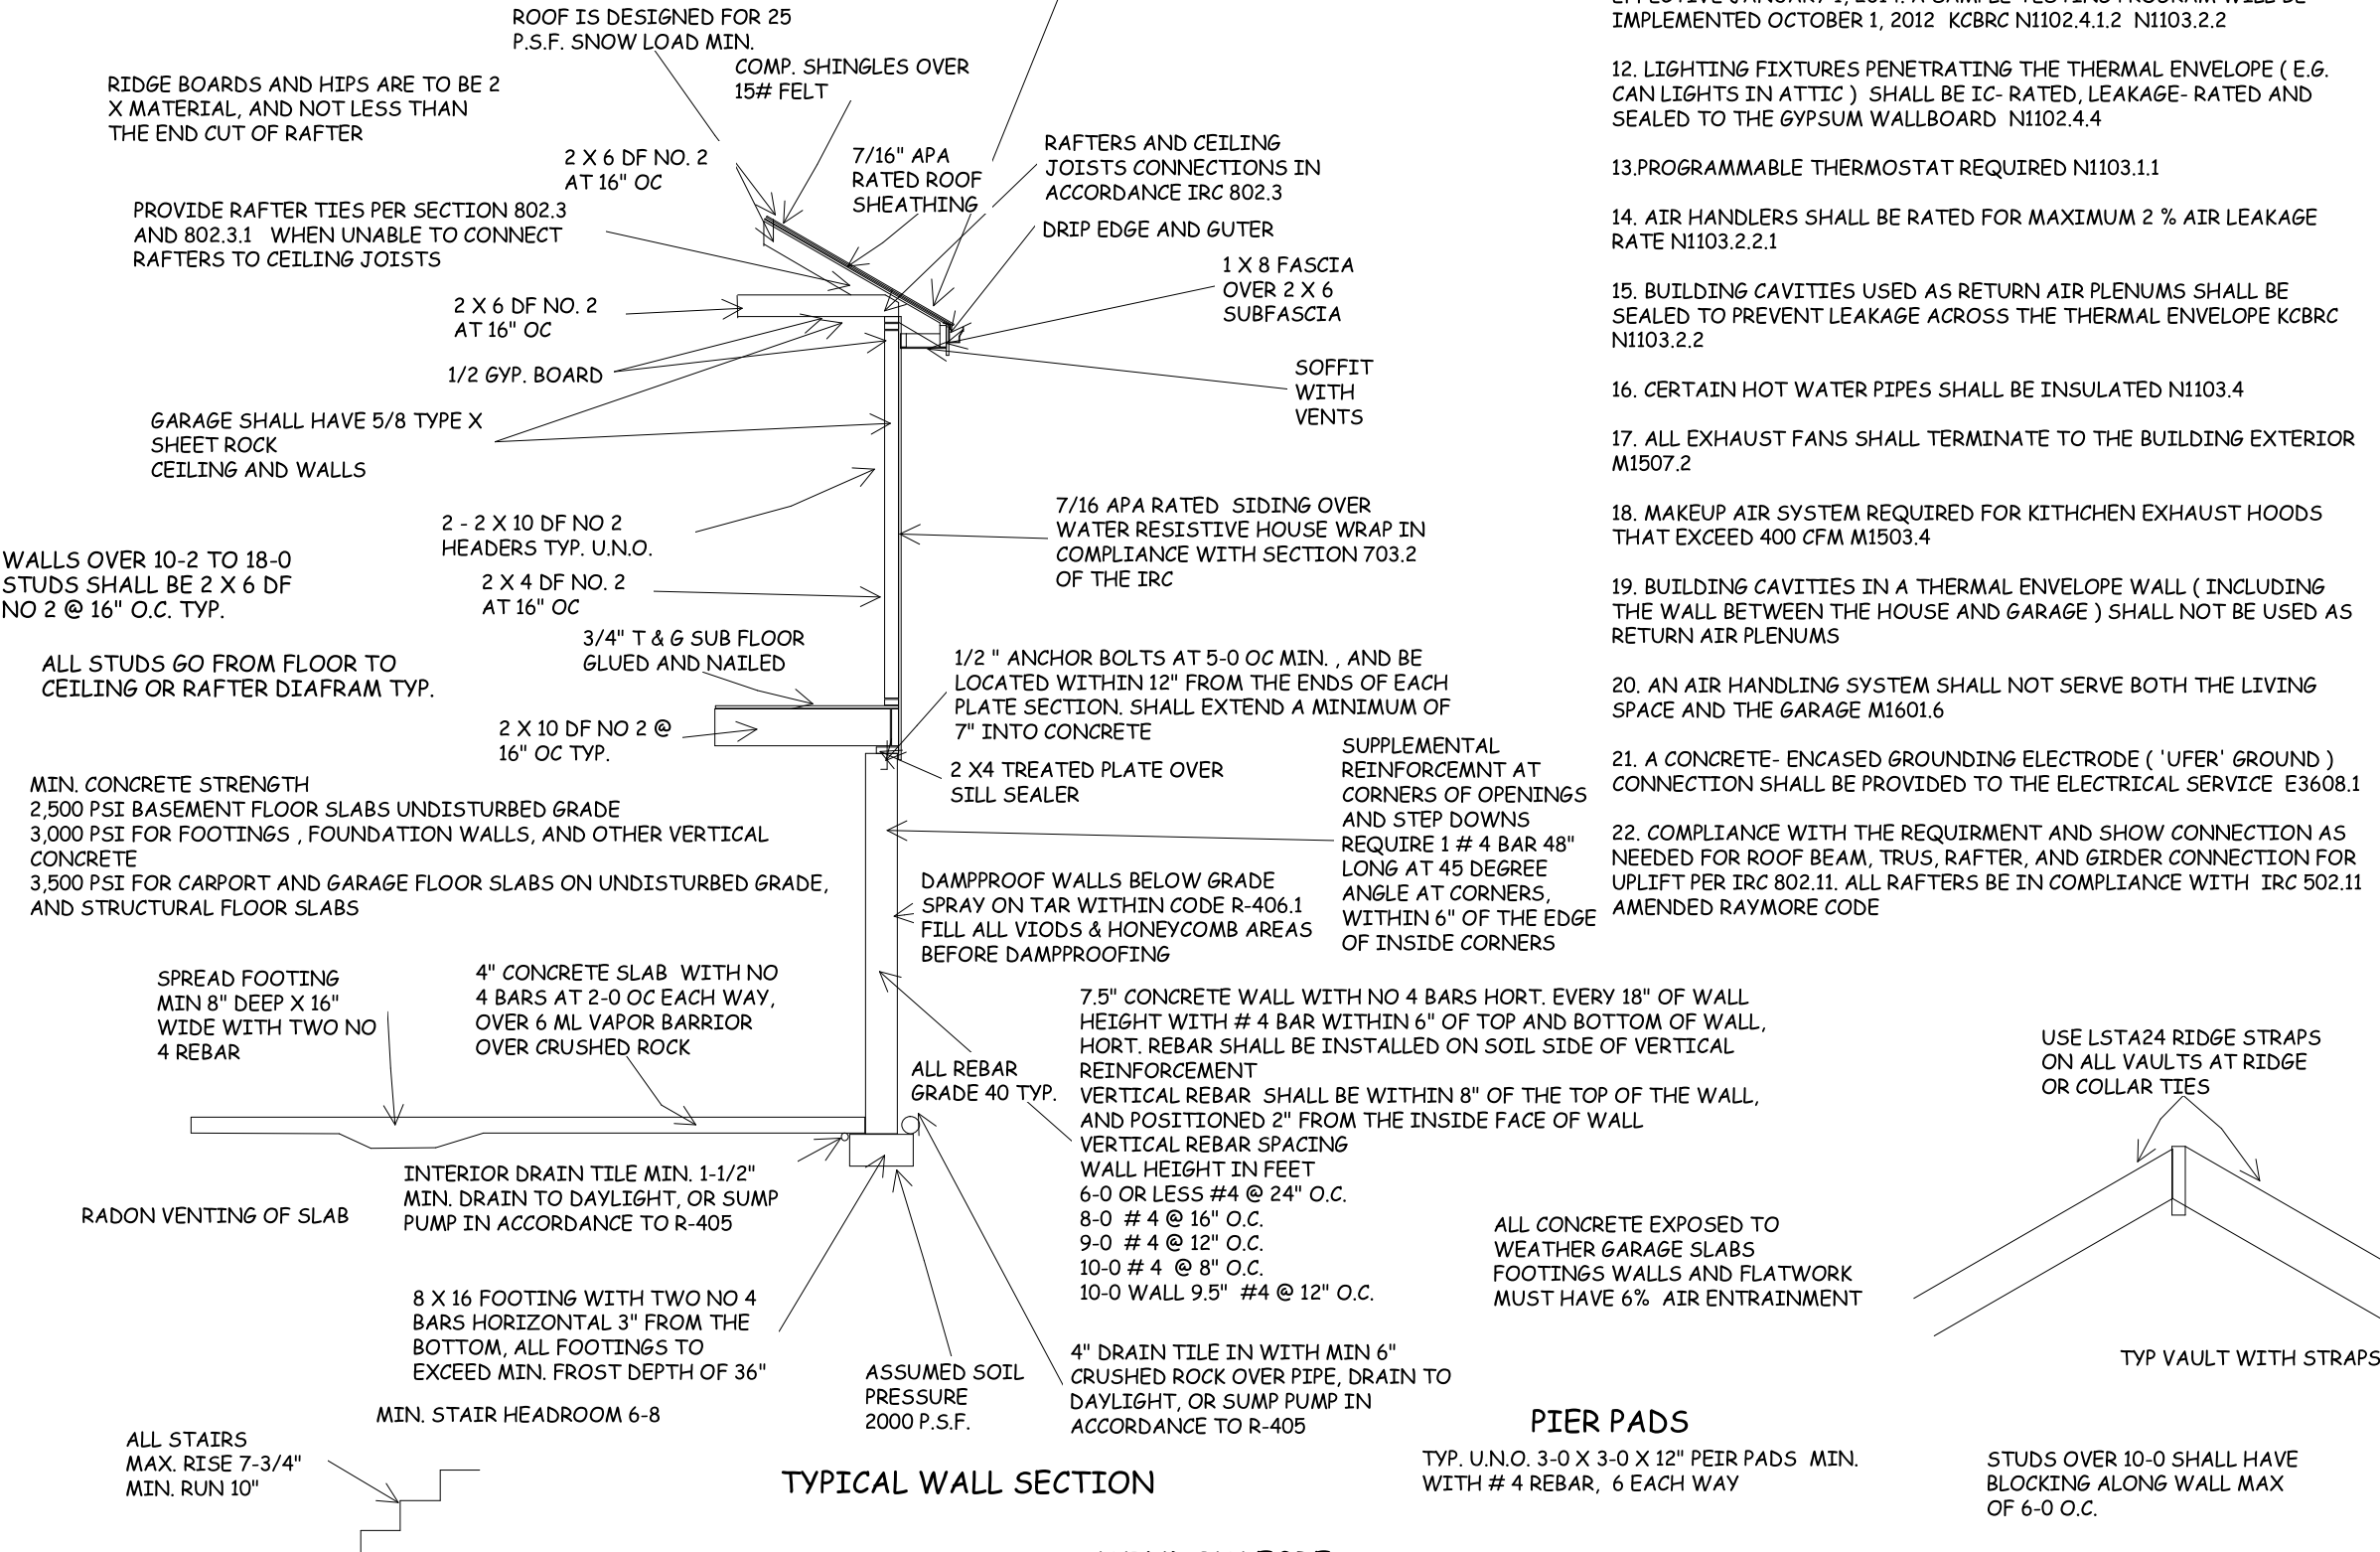 ROOF IS DESIGNED FOR 25
P.S.F. SNOW LOAD MIN.
COMP. SHINGLES OVER
15# FELT
RIDGE BOARDS AND HIPS ARE TO BE 2
X MATERIAL, AND NOT LESS THAN
THE END CUT OF RAFTER
2 X 6 DF NO. 2
AT 16" OC
7/16" APA
RATED ROOF
SHEATHING
RAFTERS AND CEILING
JOISTS CONNECTIONS IN
ACCORDANCE IRC 802.3
PROVIDE RAFTER TIES PER SECTION 802.3
AND 802.3.1 WHEN UNABLE TO CONNECT
RAFTERS TO CEILING JOISTS
DRIP EDGE AND GUTER
1 X 8 FASCIA
OVER 2 X 6
SUBFASCIA
2 X 6 DF NO. 2
AT 16" OC
1/2 GYP. BOARD
SOFFIT
WITH
VENTS
GARAGE SHALL HAVE 5/8 TYPE X
SHEET ROCK
CEILING AND WALLS
2 - 2 X 10 DF NO 2
HEADERS TYP. U.N.O.
7/16 APA RATED SIDING OVER
WATER RESISTIVE HOUSE WRAP IN
COMPLIANCE WITH SECTION 703.2
OF THE IRC
WALLS OVER 10-2 TO 18-0
STUDS SHALL BE 2 X 6 DF
NO 2 @ 16" O.C. TYP.
2 X 4 DF NO. 2
AT 16" OC
3/4" T & G SUB FLOOR
GLUED AND NAILED
ALL STUDS GO FROM FLOOR TO
CEILING OR RAFTER DIAFRAM TYP.
1/2 " ANCHOR BOLTS AT 5-0 OC MIN. , AND BE
LOCATED WITHIN 12" FROM THE ENDS OF EACH
PLATE SECTION. SHALL EXTEND A MINIMUM OF
7" INTO CONCRETE
2 X 10 DF NO 2 @
16" OC TYP.
2 X4 TREATED PLATE OVER
SILL SEALER
SUPPLEMENTAL
REINFORCEMNT AT
CORNERS OF OPENINGS
AND STEP DOWNS
REQUIRE 1 # 4 BAR 48"
LONG AT 45 DEGREE
ANGLE AT CORNERS,
WITHIN 6" OF THE EDGE
OF INSIDE CORNERS
MIN. CONCRETE STRENGTH
2,500 PSI BASEMENT FLOOR SLABS UNDISTURBED GRADE
3,000 PSI FOR FOOTINGS , FOUNDATION WALLS, AND OTHER VERTICAL
CONCRETE
3,500 PSI FOR CARPORT AND GARAGE FLOOR SLABS ON UNDISTURBED GRADE,
AND STRUCTURAL FLOOR SLABS
DAMPPROOF WALLS BELOW GRADE
SPRAY ON TAR WITHIN CODE R-406.1
FILL ALL VIODS & HONEYCOMB AREAS
BEFORE DAMPPROOFING
SPREAD FOOTING
MIN 8" DEEP X 16"
WIDE WITH TWO NO
4 REBAR
4" CONCRETE SLAB WITH NO
4 BARS AT 2-0 OC EACH WAY,
OVER 6 ML VAPOR BARRIOR
OVER CRUSHED ROCK
ALL REBAR
GRADE 40 TYP.
7.5" CONCRETE WALL WITH NO 4 BARS HORT. EVERY 18" OF WALL
HEIGHT WITH # 4 BAR WITHIN 6" OF TOP AND BOTTOM OF WALL,
HORT. REBAR SHALL BE INSTALLED ON SOIL SIDE OF VERTICAL
REINFORCEMENT
VERTICAL REBAR SHALL BE WITHIN 8" OF THE TOP OF THE WALL,
AND POSITIONED 2" FROM THE INSIDE FACE OF WALL
VERTICAL REBAR SPACING
WALL HEIGHT IN FEET
6-0 OR LESS #4 @ 24" O.C.
8-0 # 4 @ 16" O.C.
9-0 # 4 @ 12" O.C.
10-0 # 4 @ 8" O.C.
10-0 WALL 9.5" #4 @ 12" O.C.
INTERIOR DRAIN TILE MIN. 1-1/2"
MIN. DRAIN TO DAYLIGHT, OR SUMP
PUMP IN ACCORDANCE TO R-405
RADON VENTING OF SLAB
8 X 16 FOOTING WITH TWO NO 4
BARS HORIZONTAL 3" FROM THE
BOTTOM, ALL FOOTINGS TO
EXCEED MIN. FROST DEPTH OF 36"
ASSUMED SOIL
PRESSURE
2000 P.S.F.
4" DRAIN TILE IN WITH MIN 6"
CRUSHED ROCK OVER PIPE, DRAIN TO
DAYLIGHT, OR SUMP PUMP IN
ACCORDANCE TO R-405
MIN. STAIR HEADROOM 6-8
ALL STAIRS
MAX. RISE 7-3/4"
MIN. RUN 10"
TYPICAL WALL SECTION
ALL CONCRETE EXPOSED TO
WEATHER GARAGE SLABS
FOOTINGS WALLS AND FLATWORK
MUST HAVE 6% AIR ENTRAINMENT
PIER PADS
TYP. U.N.O. 3-0 X 3-0 X 12" PEIR PADS MIN.
WITH # 4 REBAR, 6 EACH WAY
EFFECTIVE JANUARY 1, 2014. A SAMPLE TESTING PROGRAM WILL BE
IMPLEMENTED OCTOBER 1, 2012 KCBRC N1102.4.1.2 N1103.2.2
12. LIGHTING FIXTURES PENETRATING THE THERMAL ENVELOPE ( E.G.
CAN LIGHTS IN ATTIC ) SHALL BE IC- RATED, LEAKAGE- RATED AND
SEALED TO THE GYPSUM WALLBOARD N1102.4.4
13.PROGRAMMABLE THERMOSTAT REQUIRED N1103.1.1
14. AIR HANDLERS SHALL BE RATED FOR MAXIMUM 2 % AIR LEAKAGE
RATE N1103.2.2.1
15. BUILDING CAVITIES USED AS RETURN AIR PLENUMS SHALL BE
SEALED TO PREVENT LEAKAGE ACROSS THE THERMAL ENVELOPE KCBRC
N1103.2.2
16. CERTAIN HOT WATER PIPES SHALL BE INSULATED N1103.4
17. ALL EXHAUST FANS SHALL TERMINATE TO THE BUILDING EXTERIOR
M1507.2
18. MAKEUP AIR SYSTEM REQUIRED FOR KITHCHEN EXHAUST HOODS
THAT EXCEED 400 CFM M1503.4
19. BUILDING CAVITIES IN A THERMAL ENVELOPE WALL ( INCLUDING
THE WALL BETWEEN THE HOUSE AND GARAGE ) SHALL NOT BE USED AS
RETURN AIR PLENUMS
20. AN AIR HANDLING SYSTEM SHALL NOT SERVE BOTH THE LIVING
SPACE AND THE GARAGE M1601.6
21. A CONCRETE- ENCASED GROUNDING ELECTRODE ( 'UFER' GROUND )
CONNECTION SHALL BE PROVIDED TO THE ELECTRICAL SERVICE E3608.1
22. COMPLIANCE WITH THE REQUIRMENT AND SHOW CONNECTION AS
NEEDED FOR ROOF BEAM, TRUS, RAFTER, AND GIRDER CONNECTION FOR
UPLIFT PER IRC 802.11. ALL RAFTERS BE IN COMPLIANCE WITH IRC 502.11
AMENDED RAYMORE CODE
USE LSTA24 RIDGE STRAPS
ON ALL VAULTS AT RIDGE
OR COLLAR TIES
TYP VAULT WITH STRAPS
STUDS OVER 10-0 SHALL HAVE
BLOCKING ALONG WALL MAX
OF 6-0 O.C.